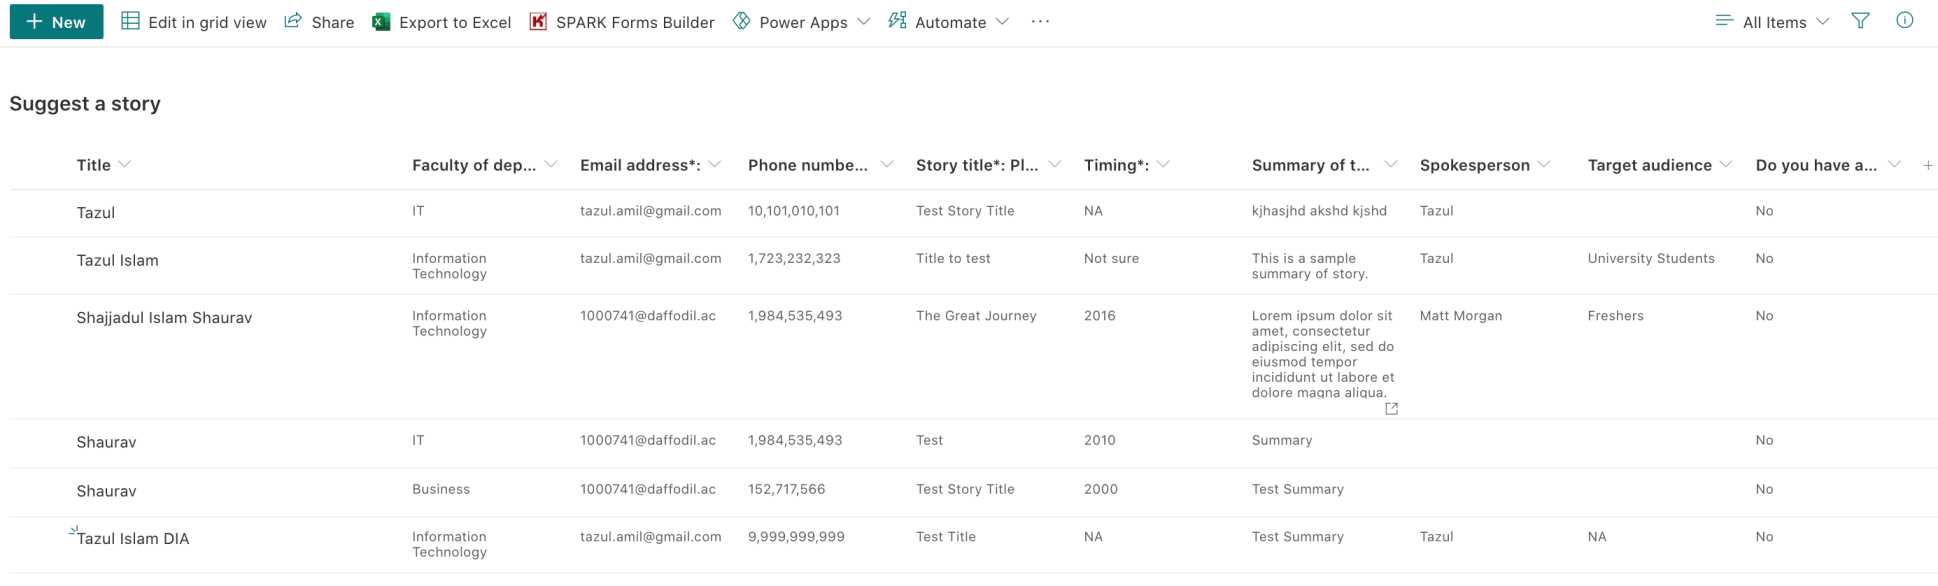 New Edit in grid view Share Export to Excel SPARK Forms Builder Power Apps Automate ··· All Items
Suggest a story
Title Faculty of dep... Email address*: Phone numbe... Story title*: Pl... Timing*: Summary of t... Spokesperson Target audience Do you have a...
Tazul IT tazul.amil@gmail.com 10,101,010,101 Test Story Title NA kjhasjhd akshd kjshd Tazul No
Tazul Islam Information tazul.amil@gmail.com 1,723,232,323 Title to test Not sure This is a sample Tazul University Students No
Technology summary of story.
Shajjadul Islam Shaurav Information 1000741@daffodil.ac 1,984,535,493 The Great Journey 2016 Lorem ipsum dolor sit Matt Morgan Freshers No
Technology amet, consectetur
adipiscing elit, sed do
eiusmod tempor
incididunt ut labore et
dolore magna aliqua.
Shaurav IT 1000741@daffodil.ac 1,984,535,493 Test 2010 Summary No
Shaurav Business 1000741@daffodil.ac 152,717,566 Test Story Title 2000 Test Summary No
Tazul Islam DIA Information tazul.amil@gmail.com 9,999,999,999 Test Title NA Test Summary Tazul NA No
Technology